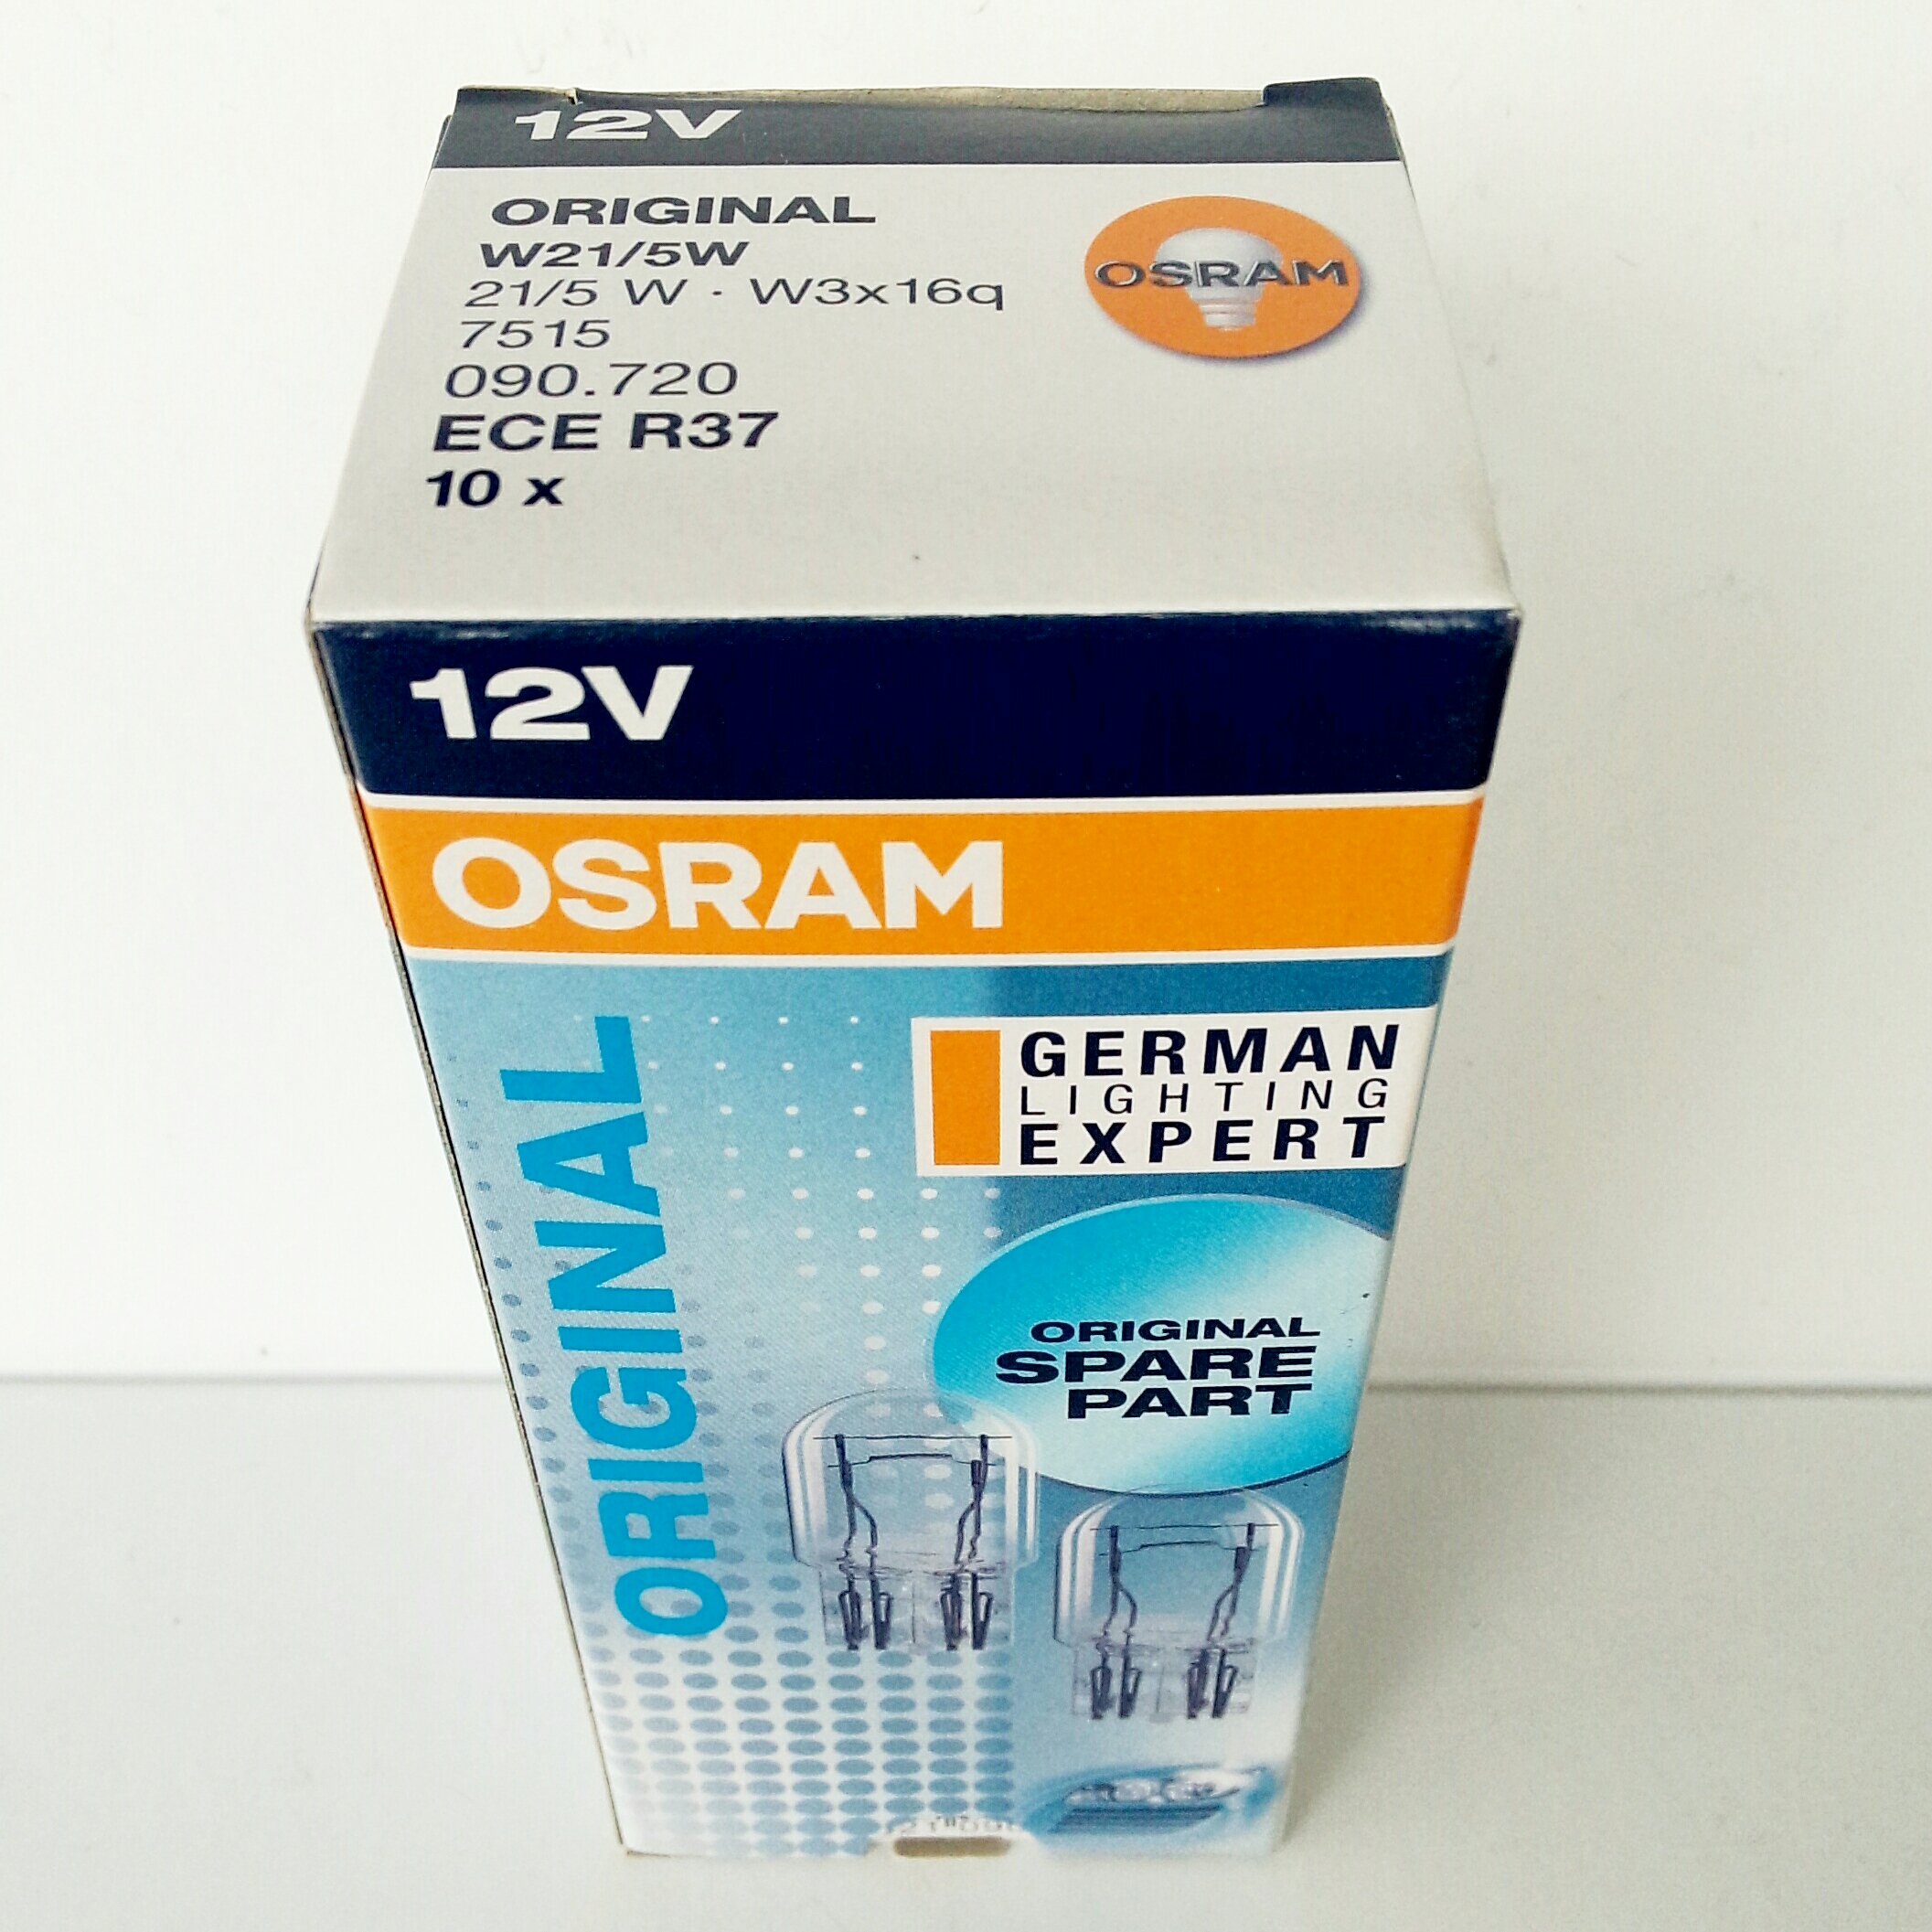 12V
ORIGINAL
W21/5W
21/5 W · W3x16q
7515
090.720
ECE R37
10 x
OSRAM
12V
OSRAM
GERMAN
LIGHTING
EXPERT
ORIGINAL
ORIGINAL
SPARE
PART